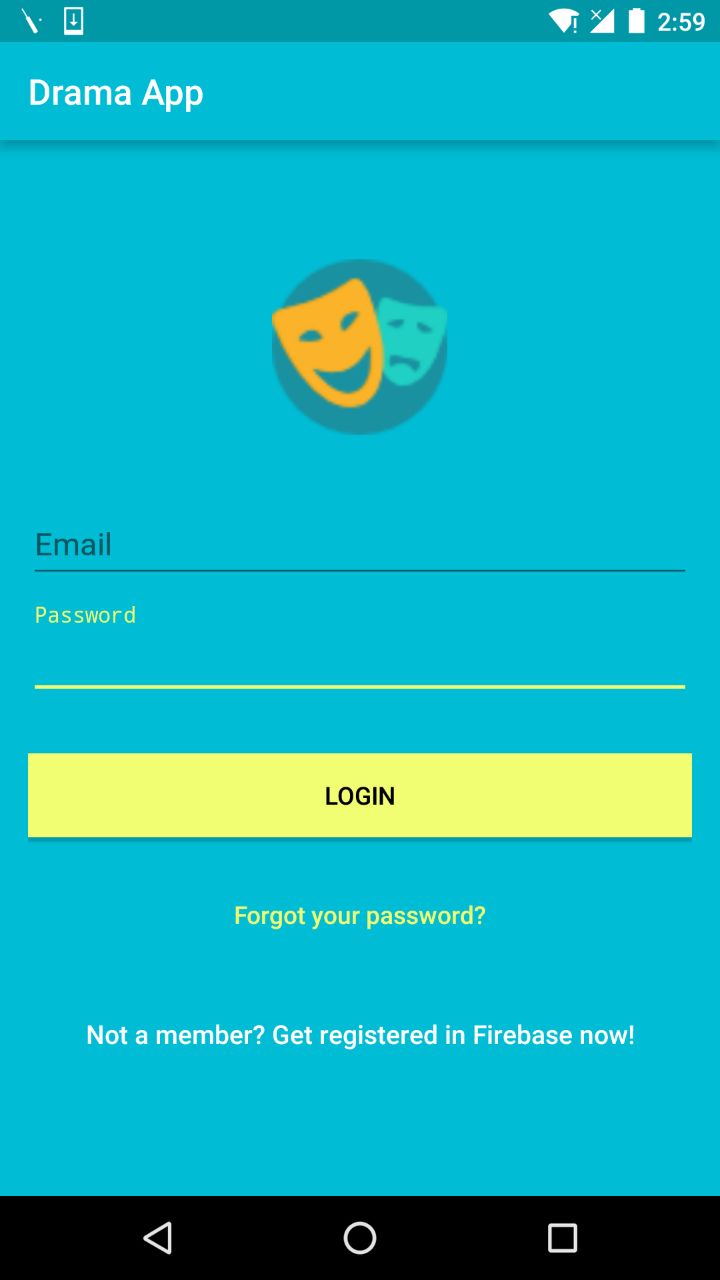 2:59
Drama App
Email
Password
LOGIN
Forgot your password?
Not a member? Get registered in Firebase now!